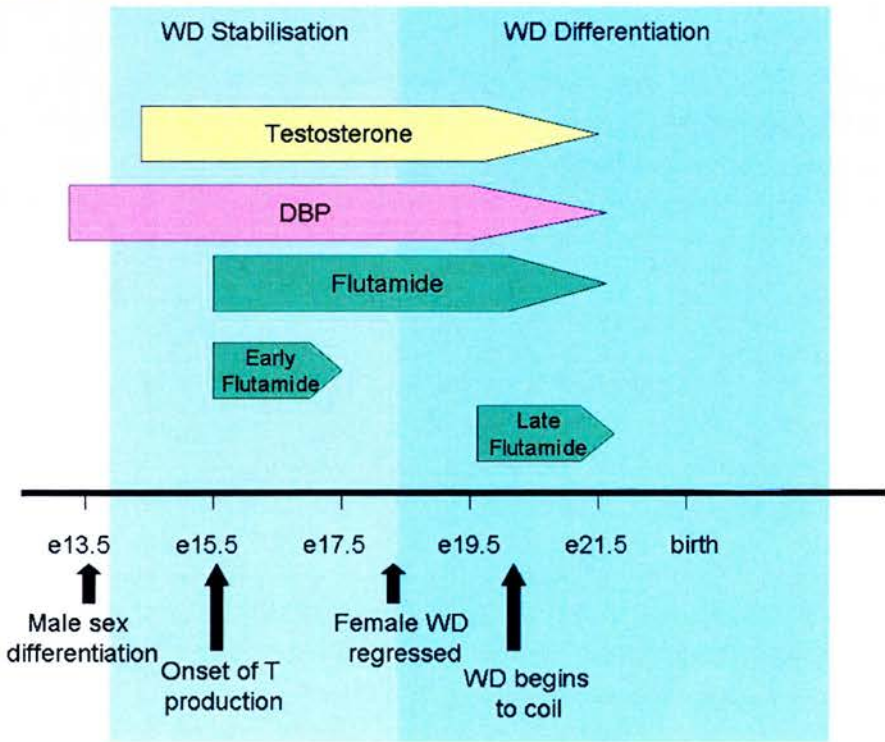 WD Stabilisation
WD Differentiation
Testosterone
DBP
Flutamide
Early
Flutamide
Late
Flutamide
e13.5
e15.5
e17.5
e19.5
e21.5
birth
Male sex
differentiation
Onset of T
production
Female WD
regressed
WD begins
to coil